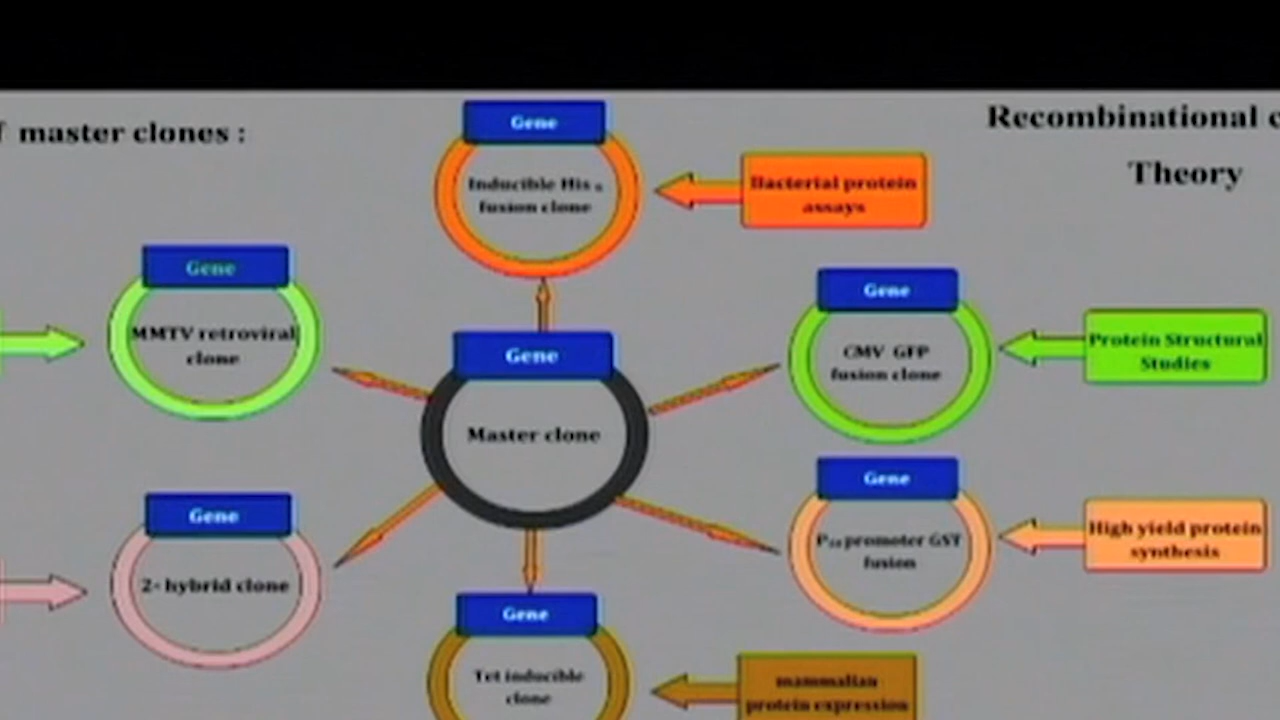 master clones :
Recombinational
Theory
Gene
Inducible His 6
fusion clone
Bacterial protein
assays
Gene
MMTV retroviral
clone
Gene
Master clone
Gene
CMV GFP
fusion clone
Protein Structural
Studies
Gene
2- hybrid clone
Gene
P10 promoter GST
fusion
High yield protein
synthesis
Gene
Tet inducible
clone
mammalian
protein expression